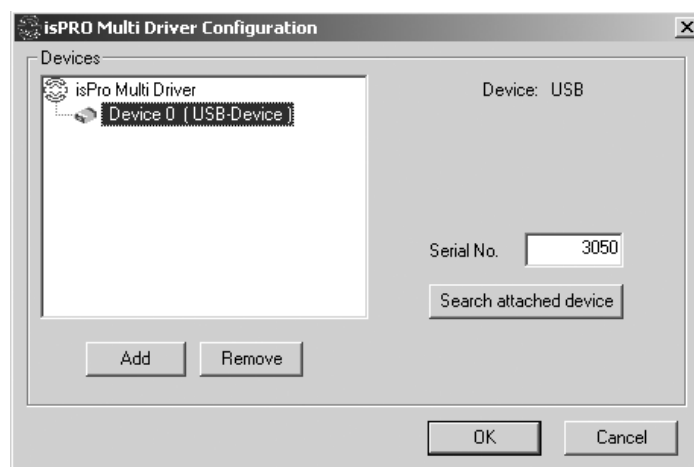 isPRO Multi Driver Configuration
Devices
isPro Multi Driver
Device 0 ( USB-Device )
Device: USB
Serial No. 3050
Search attached device
Add Remove
OK Cancel